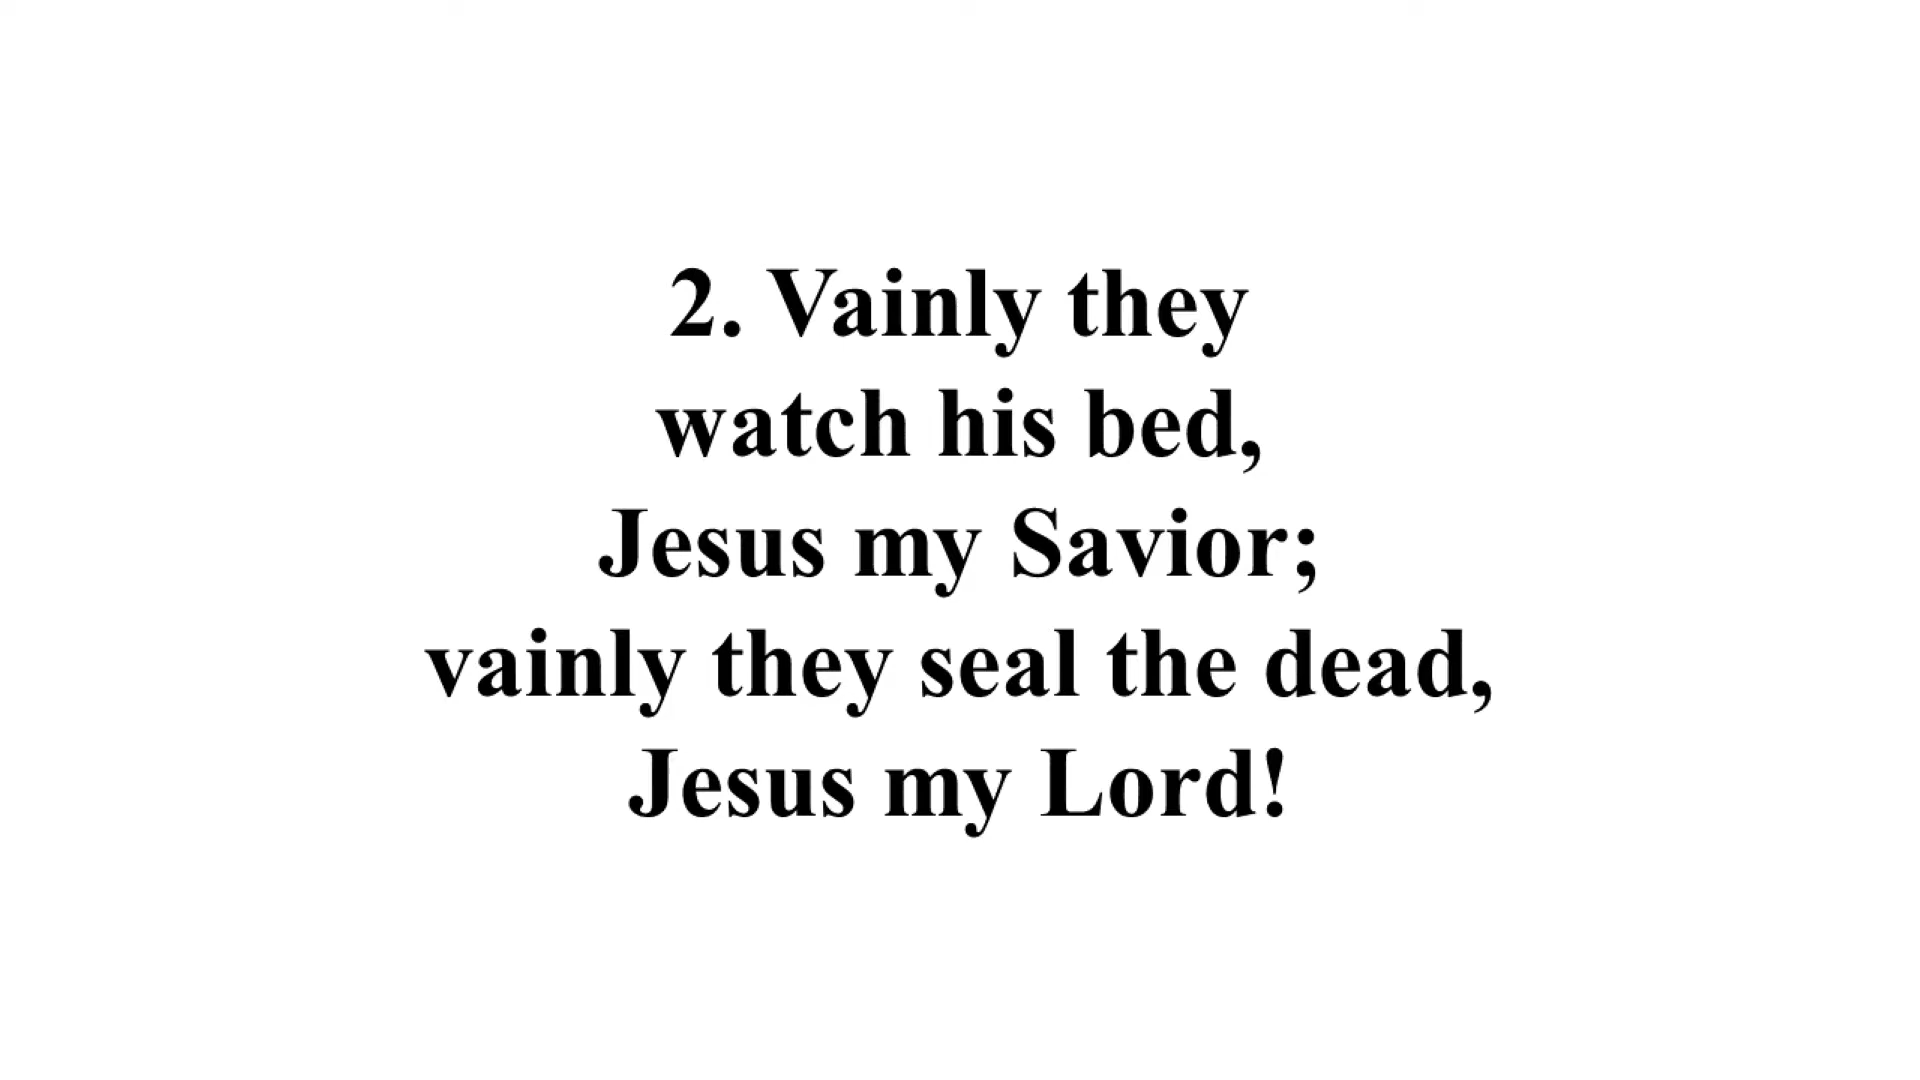 2. Vainly they
watch his bed,
Jesus my Savior;
vainly they seal the dead,
Jesus my Lord!